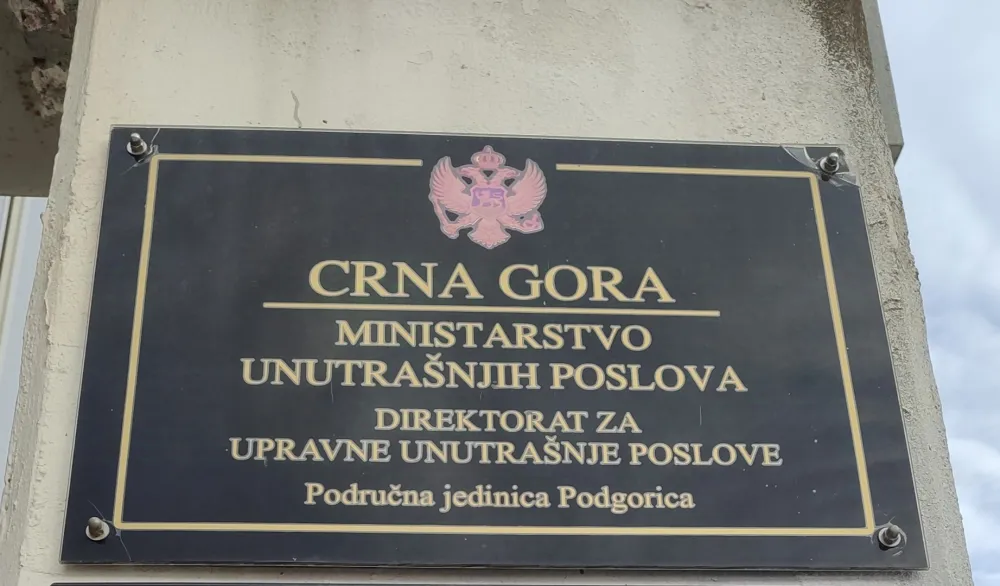 CRNA GORA
MINISTARSTVO
UNUTRAŠNJIH POSLOVA
DIREKTORAT ZA
UPRAVNE UNUTRAŠNJE POSLOVE
Područna jedinica Podgorica